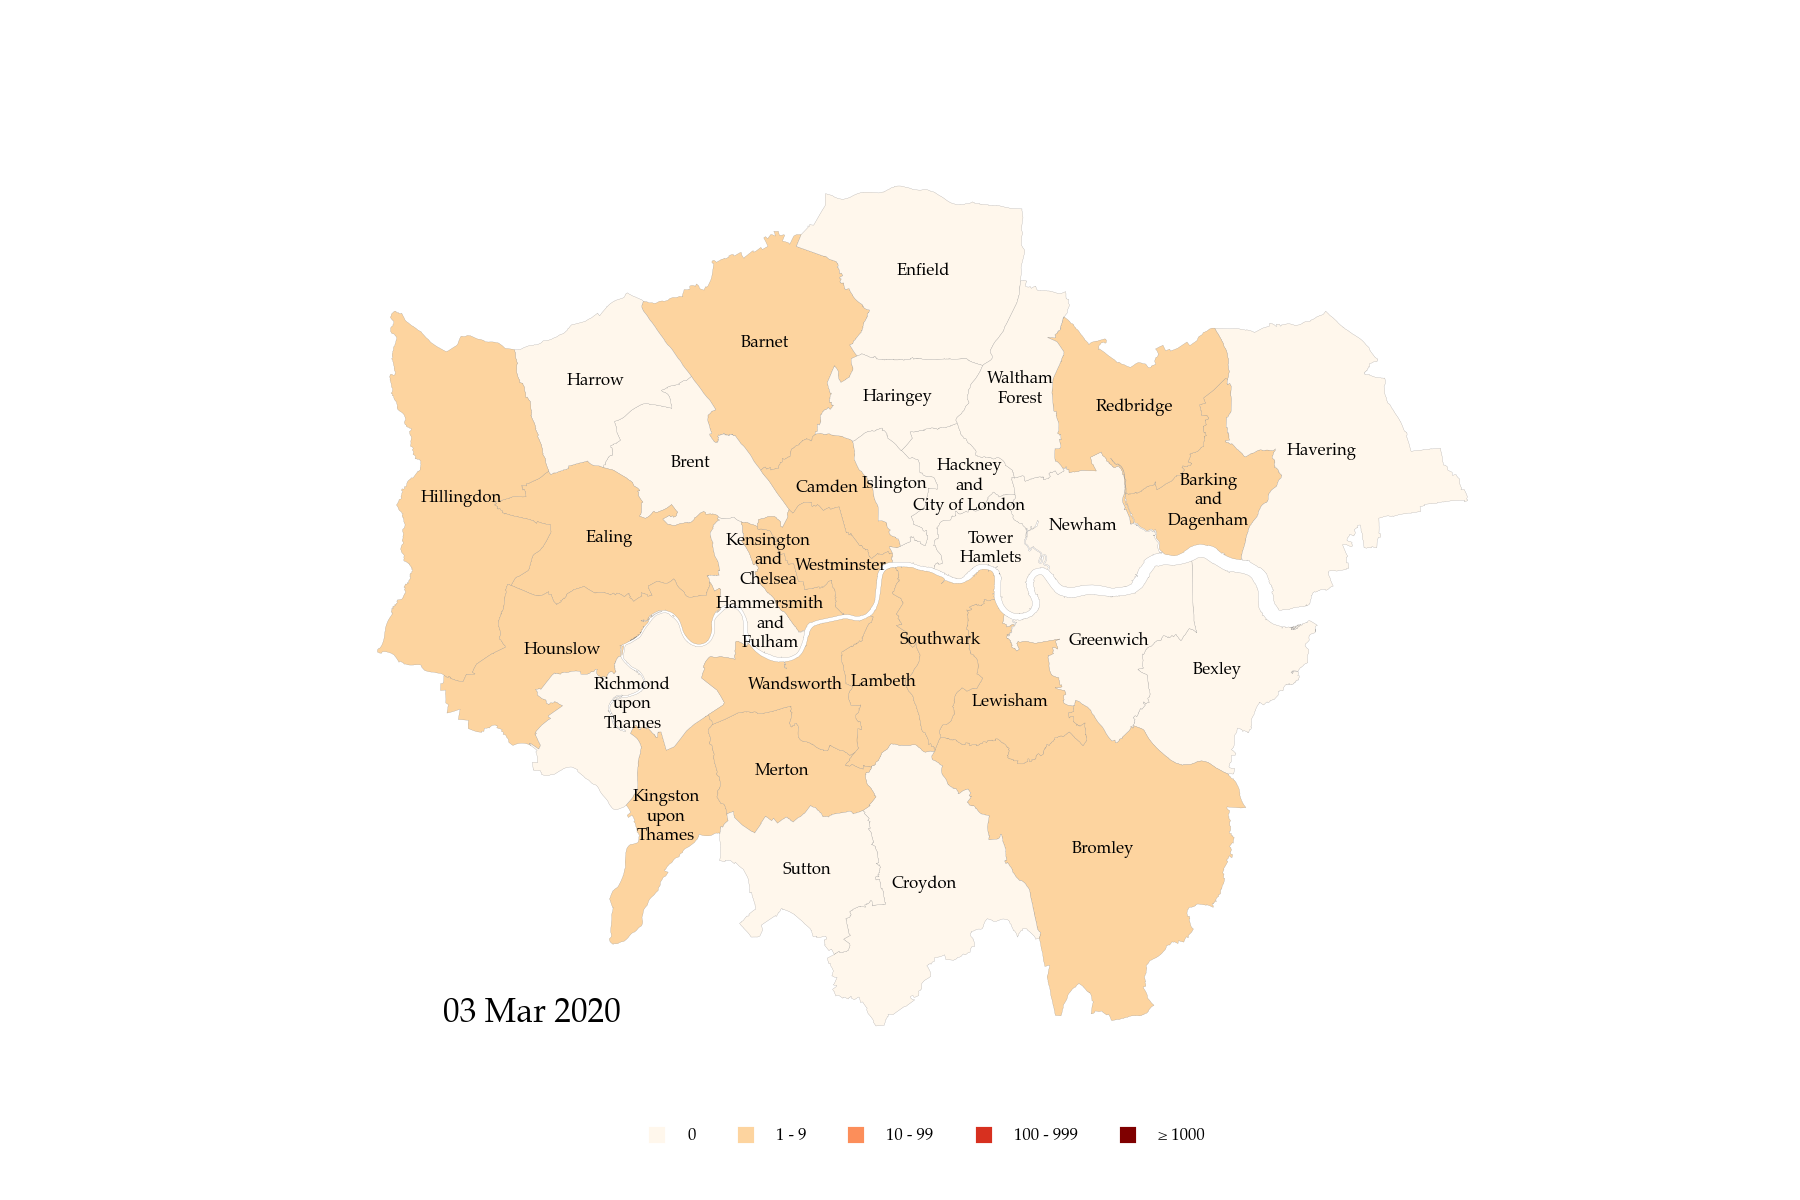 Enfield
Barnet
Harrow
Haringey
Waltham
Forest
Redbridge
Havering
Brent
Hillingdon
Camden
Islington
Hackney
and
City of London
Barking
and
Dagenham
Newham
Ealing
Kensington
and
Chelsea
Westminster
Tower
Hamlets
Hammersmith
and
Fulham
Hounslow
Southwark
Greenwich
Bexley
Richmond
upon
Thames
Wandsworth
Lambeth
Lewisham
Merton
Kingston
upon
Thames
Bromley
Sutton
Croydon
03 Mar 2020
0 1 - 9 10 - 99 100 - 999 ≥ 1000